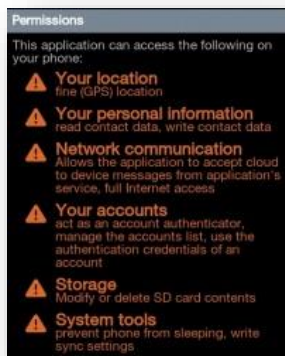 Permissions
This application can access the following on
your phone:
Your location
fine (GPS) location
Your personal information
read contact data, write contact data
Network communication
Allows the application to accept cloud
to device messages from application's
service, full Internet access
Your accounts
act as an account authenticator,
manage the accounts list, use the
authentication credentials of an
account
Storage
Modify or delete SD card contents
System tools
prevent phone from sleeping, write
sync settings